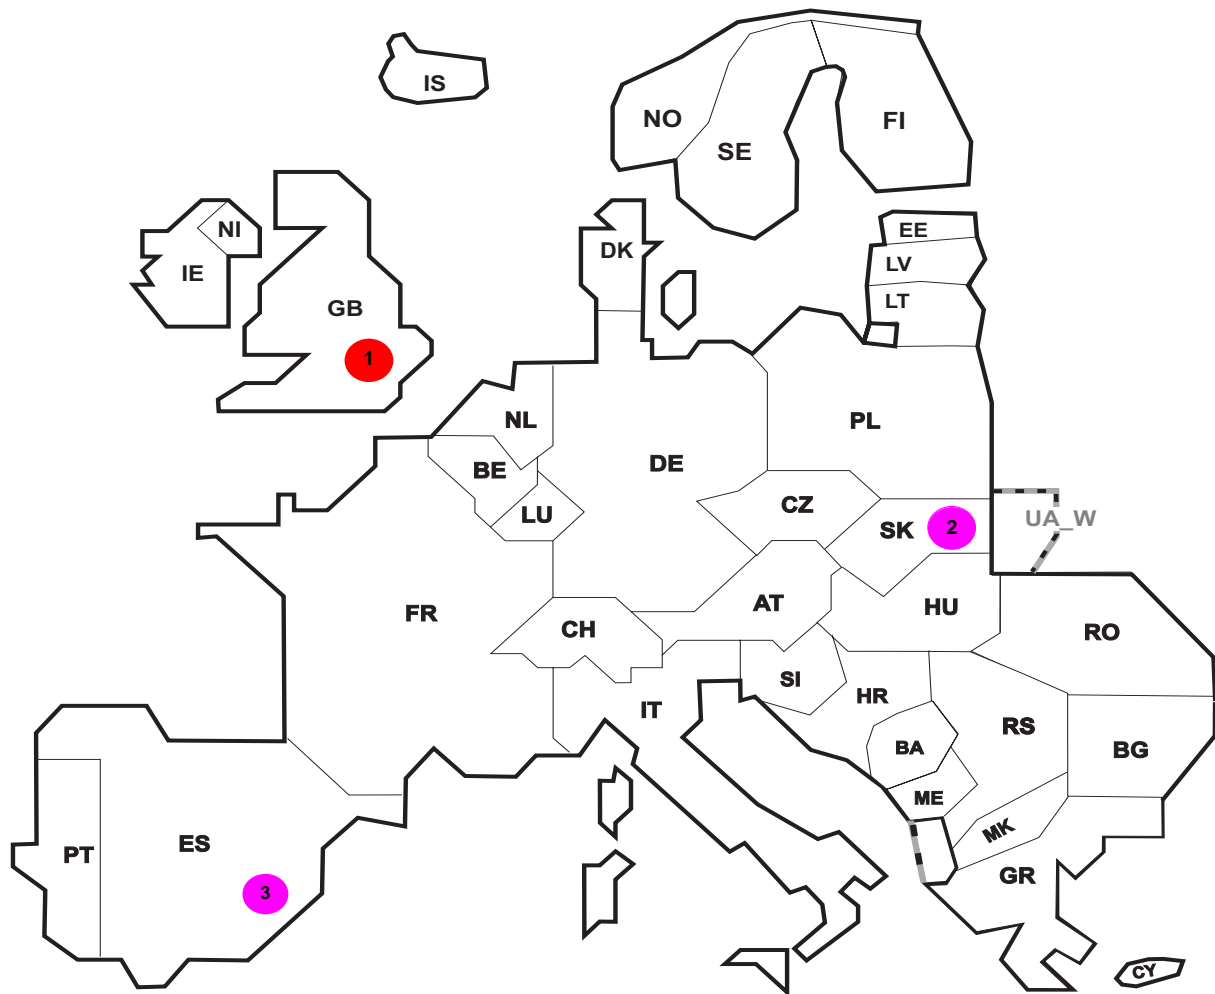 IS
NO
FI
SE
NI
EE
DK
LV
IE
LT
GB
1
NL
PL
DE
BE
CZ
LU
UA_W
SK
2
AT
HU
FR
CH
RO
SI
HR
IT
RS
BA
BG
ME
MK
ES
PT
GR
3
CY